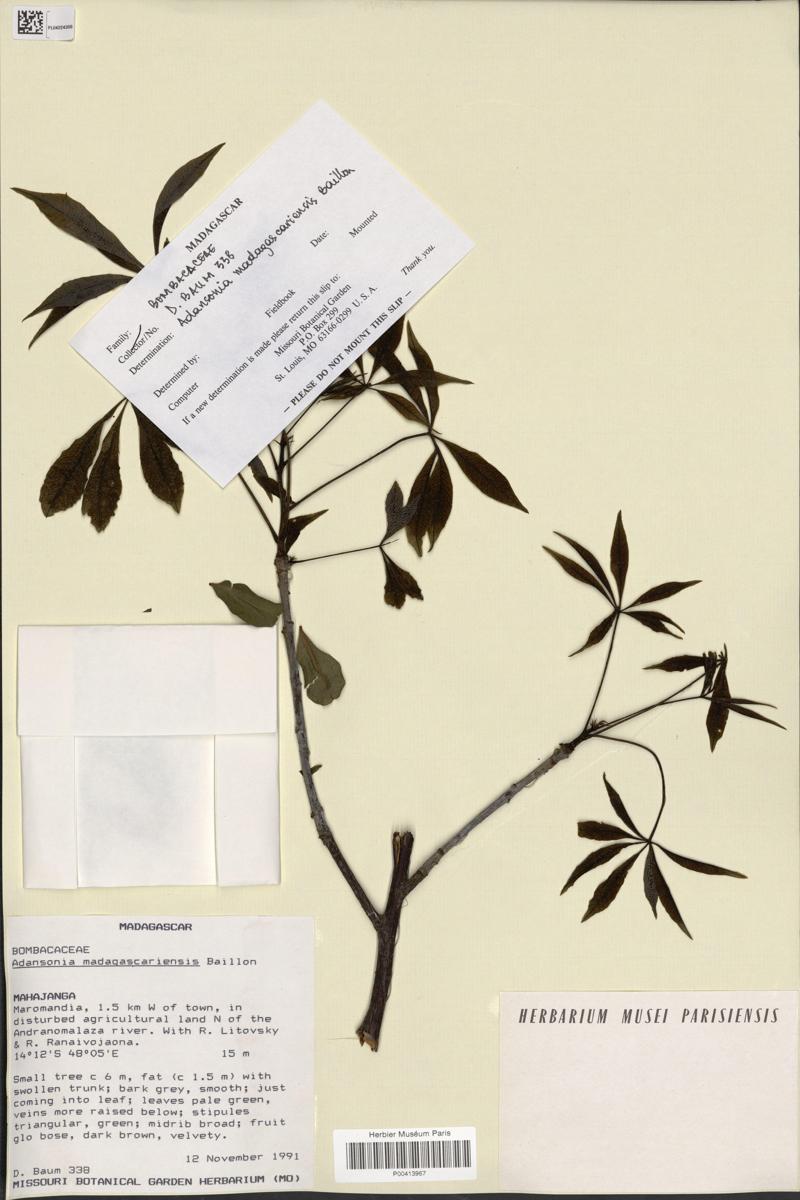 PL04024300
MADAGASCAR
Family: BOMBACACEAE
Collector/No. D. BAUM 338
Determination: Adansonia madagascariensis Baillon
Determined by:
Date:
Computer
Fieldbook
Mounted
If a new determination is made please return this slip to:
Missouri Botanical Garden
P.O. Box 299
St. Louis, MO 63166-0299 U. S. A.
Thank you.
— PLEASE DO NOT MOUNT THIS SLIP —
MADAGASCAR
BOMBACACEAE
Adansonia madagascariensis Baillon
MAHAJANGA
Maromandia, 1.5 km W of town, in
disturbed agricultural land N of the
Andranomalaza river. With R. Litovsky
& R. Ranaivojaona.
14°12'S 48°05'E 15 m
Small tree c 6 m, fat (c 1.5 m) with
swollen trunk; bark grey, smooth; just
coming into leaf; leaves pale green,
veins more raised below; stipules
triangular, green; midrib broad; fruit
glo bose, dark brown, velvety.
12 November 1991
D. Baum 338
MISSOURI BOTANICAL GARDEN HERBARIUM (MO)
HERBARIUM MUSEI PARISIENSIS
Herbier Muséum Paris
P00413967